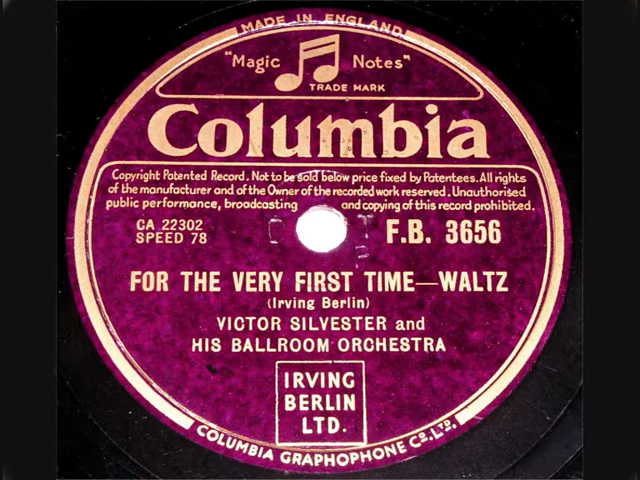 MADE IN ENGLAND
"Magic Notes"
TRADE MARK
Columbia
Copyright Patented Record. Not to be sold below price fixed by Patentees. All rights
of the manufacturer and of the Owner of the recorded work reserved. Unauthorised
public performance, broadcasting and copying of this record prohibited.
CA 22302
SPEED 78
F.B. 3656
FOR THE VERY FIRST TIME—WALTZ
(Irving Berlin)
VICTOR SILVESTER and
HIS BALLROOM ORCHESTRA
IRVING
BERLIN
LTD.
COLUMBIA GRAPHOPHONE CO. LTD.